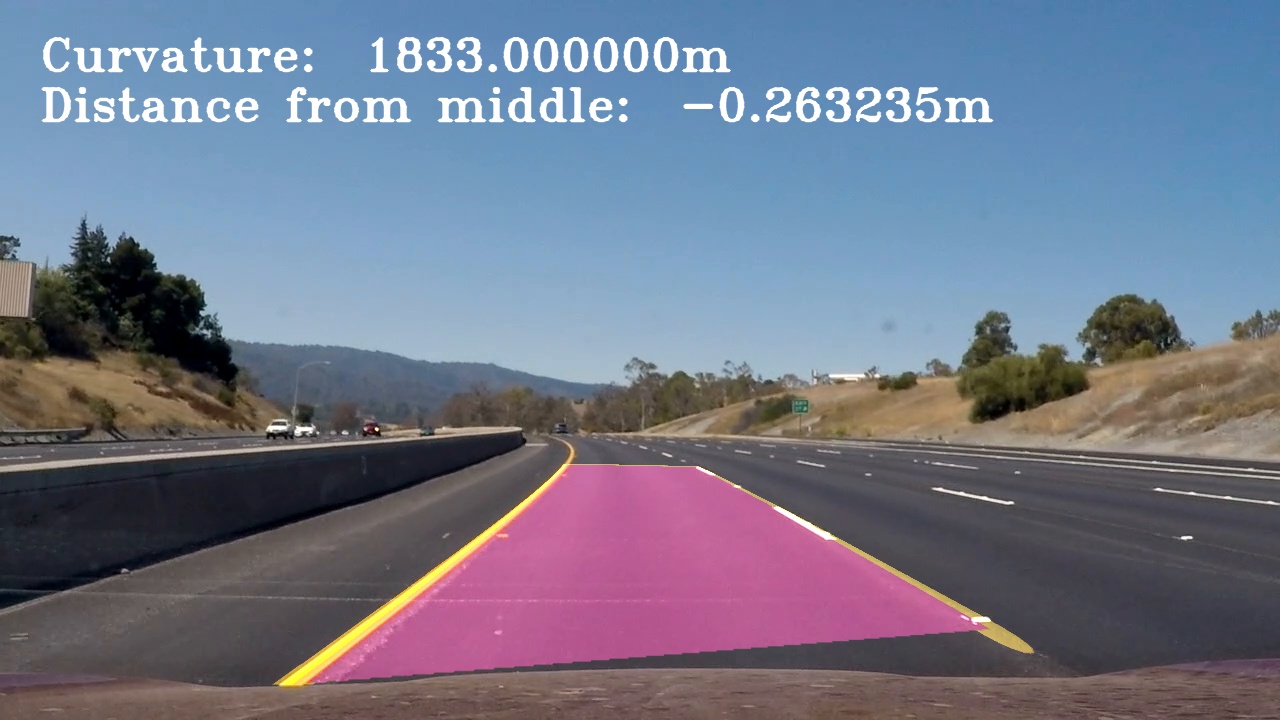 Curvature:  1833.000000m
Distance from middle:  −0.263235m